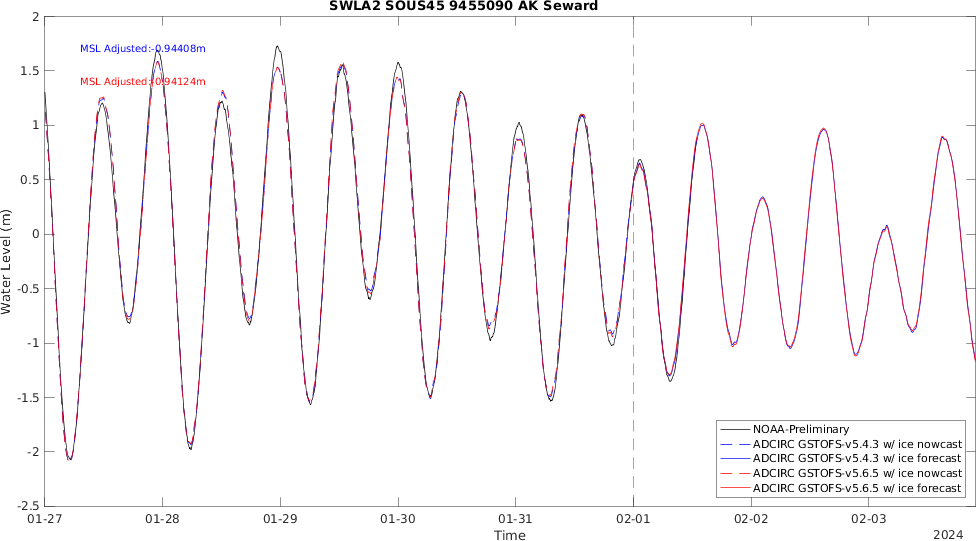 SWLA2 SOUS45 9455090 AK Seward
2
1.5
1
0.5
0
-0.5
-1
-1.5
-2
-2.5
Water Level (m)
MSL Adjusted:-0.94408m
MSL Adjusted:-0.94124m
NOAA-Preliminary
ADCIRC GSTOFS-v5.4.3 w/ ice nowcast
ADCIRC GSTOFS-v5.4.3 w/ ice forecast
ADCIRC GSTOFS-v5.6.5 w/ ice nowcast
ADCIRC GSTOFS-v5.6.5 w/ ice forecast
01-27 01-28 01-29 01-30 01-31 02-01 02-02 02-03
Time
2024